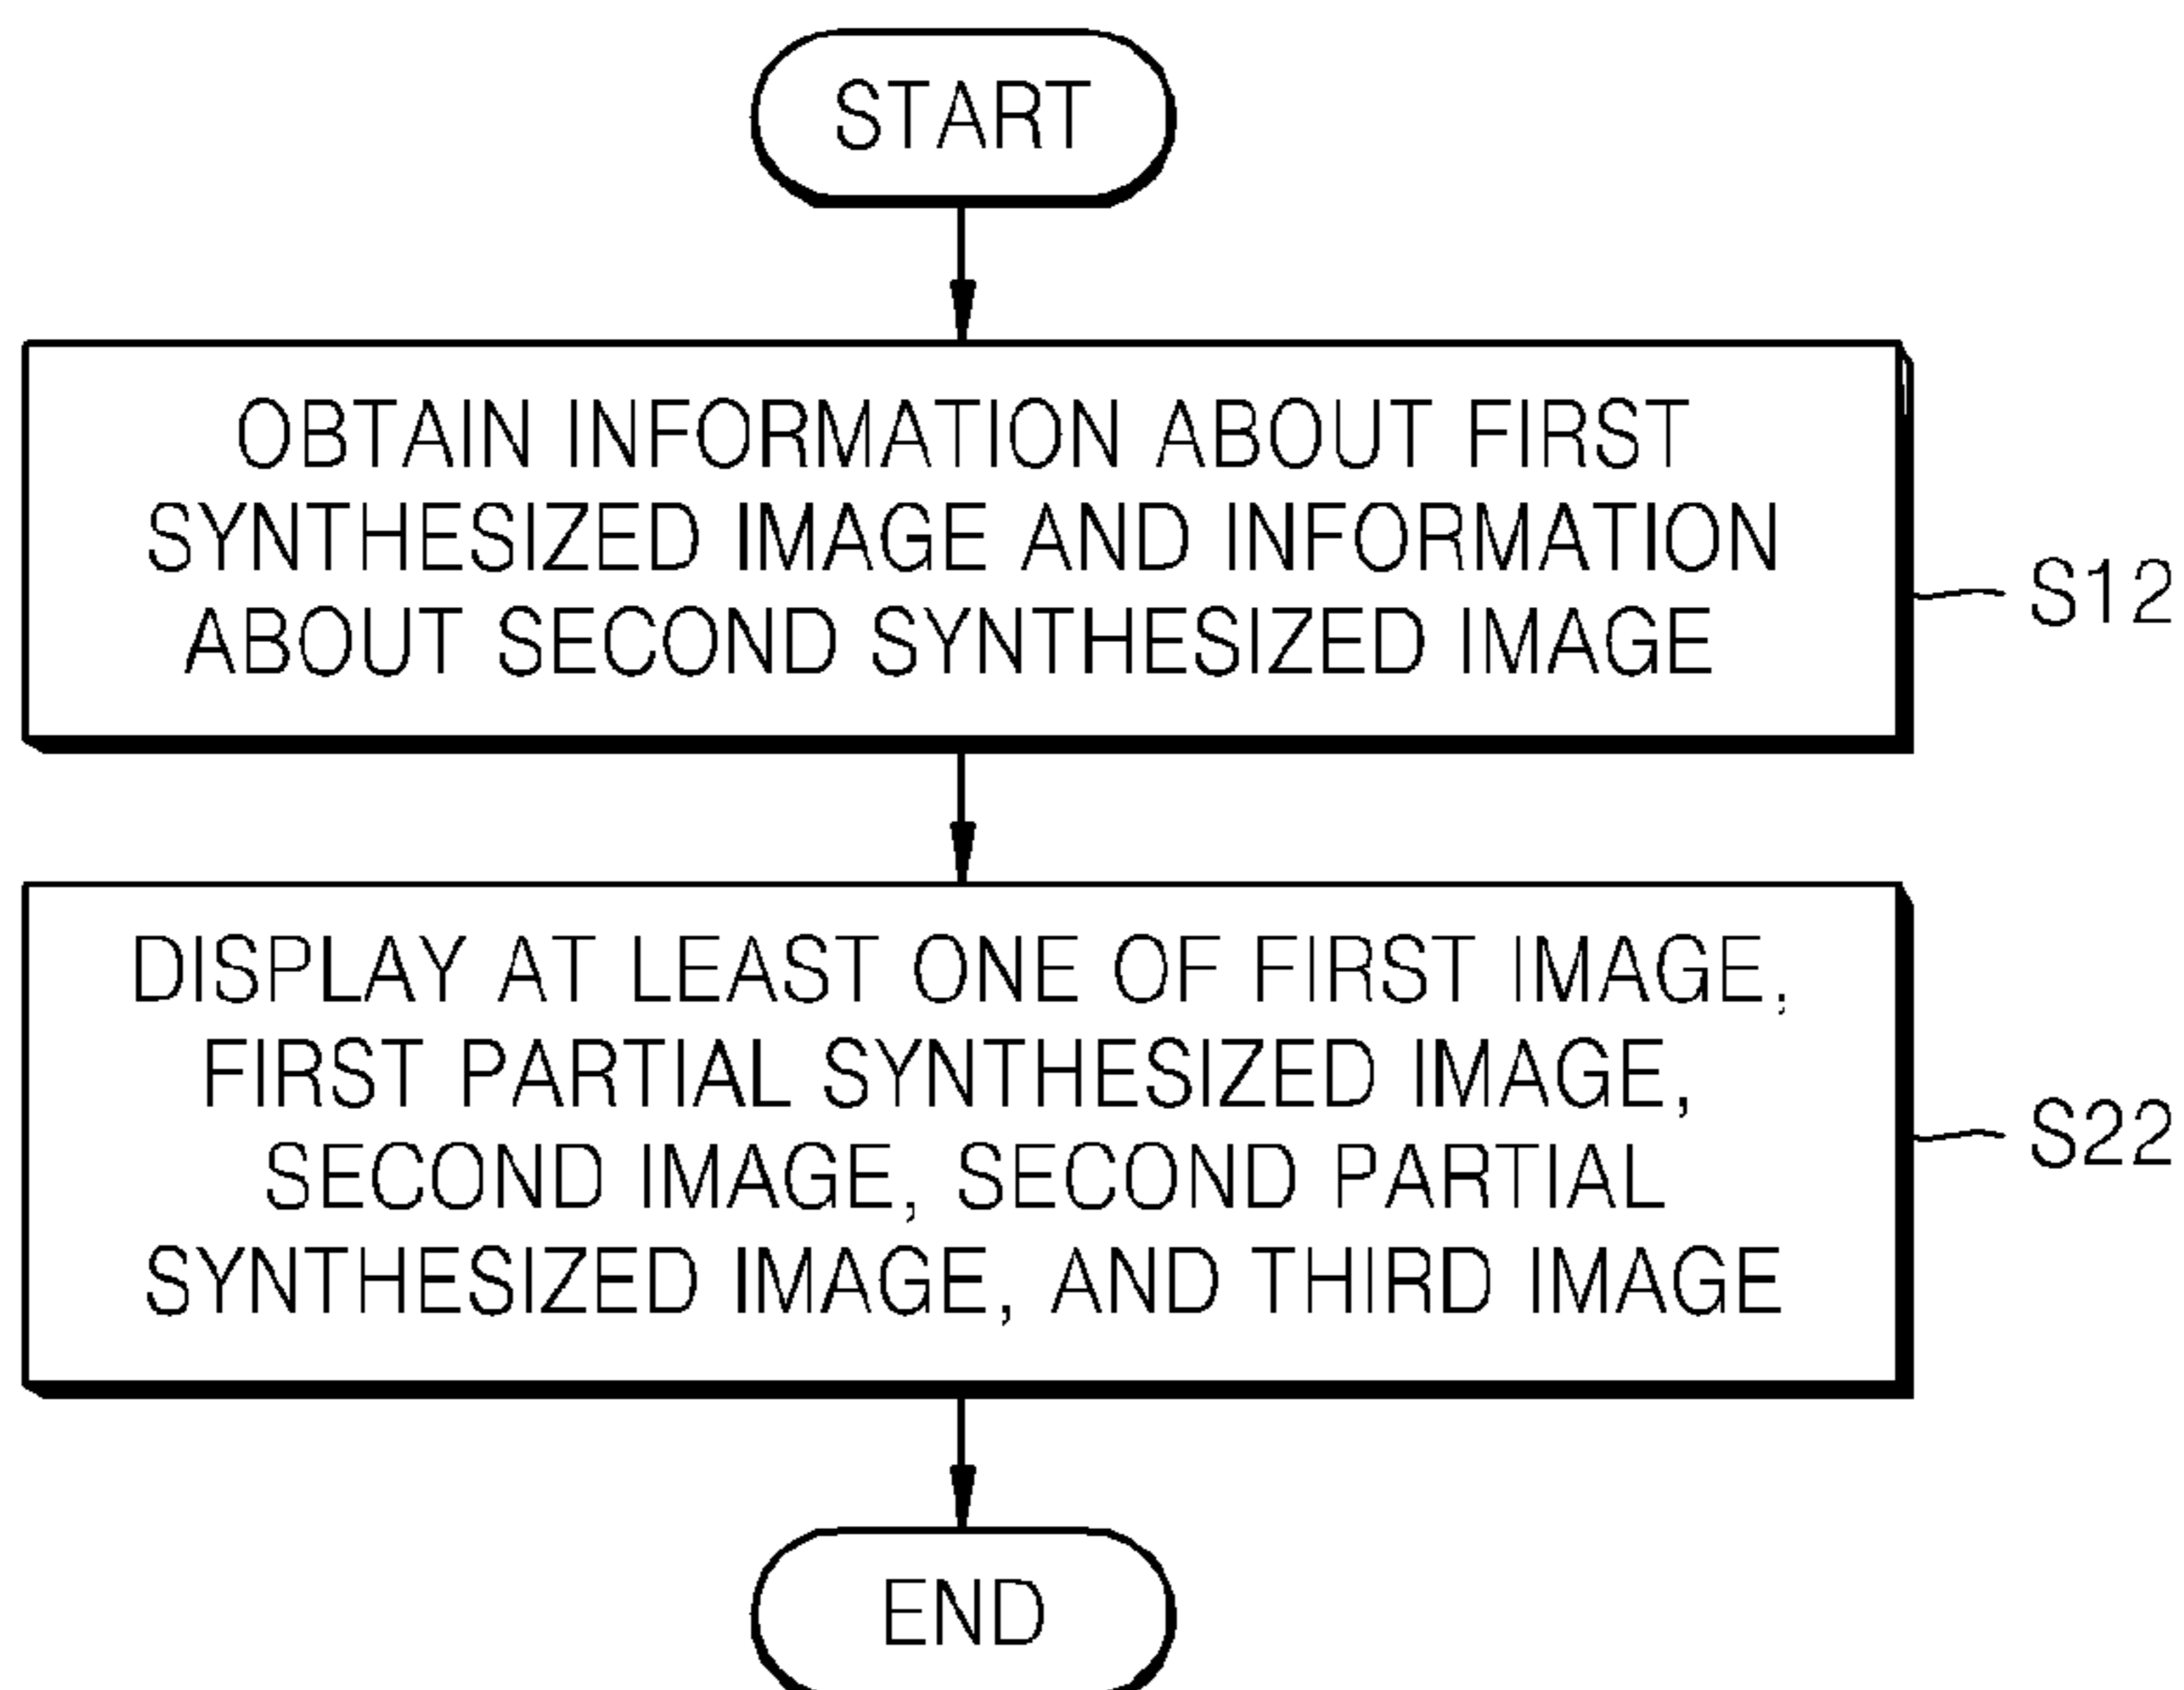 START
OBTAIN INFORMATION ABOUT FIRST
SYNTHESIZED IMAGE AND INFORMATION
ABOUT SECOND SYNTHESIZED IMAGE
S12
DISPLAY AT LEAST ONE OF FIRST IMAGE,
FIRST PARTIAL SYNTHESIZED IMAGE,
SECOND IMAGE, SECOND PARTIAL
SYNTHESIZED IMAGE, AND THIRD IMAGE
S22
END